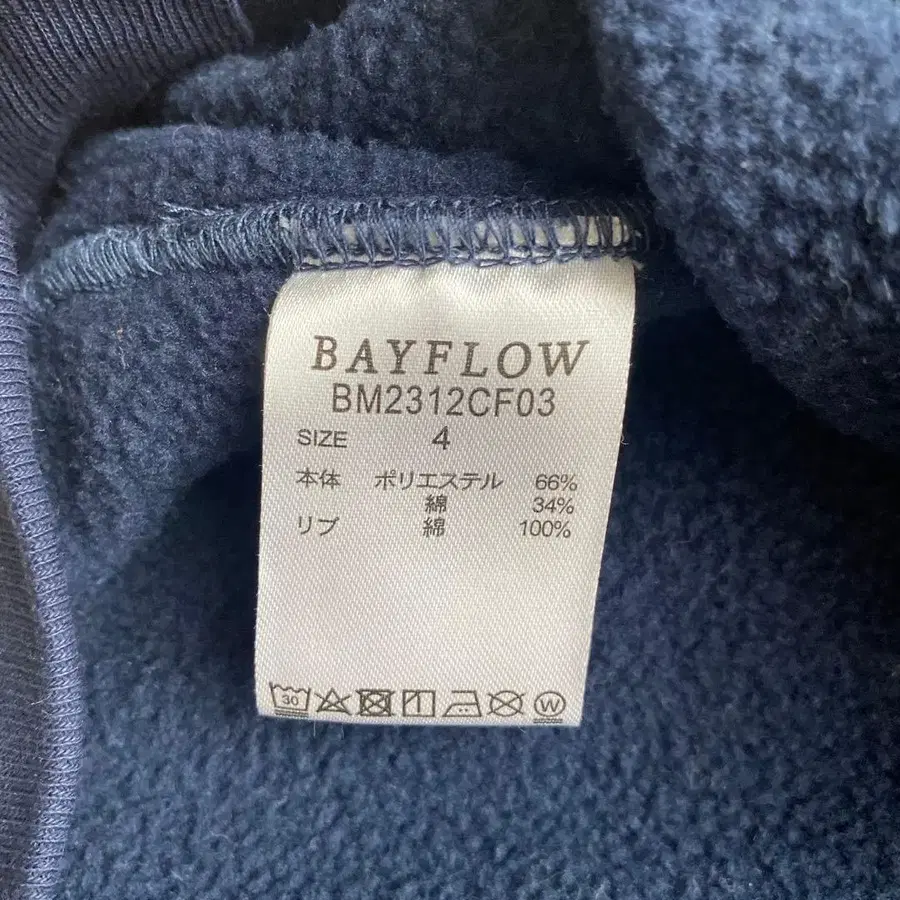 BAYFLOW
BM2312CF03
SIZE 4
本体 ポリエステル 66%
綿 34%
リブ 綿 100%
30 W